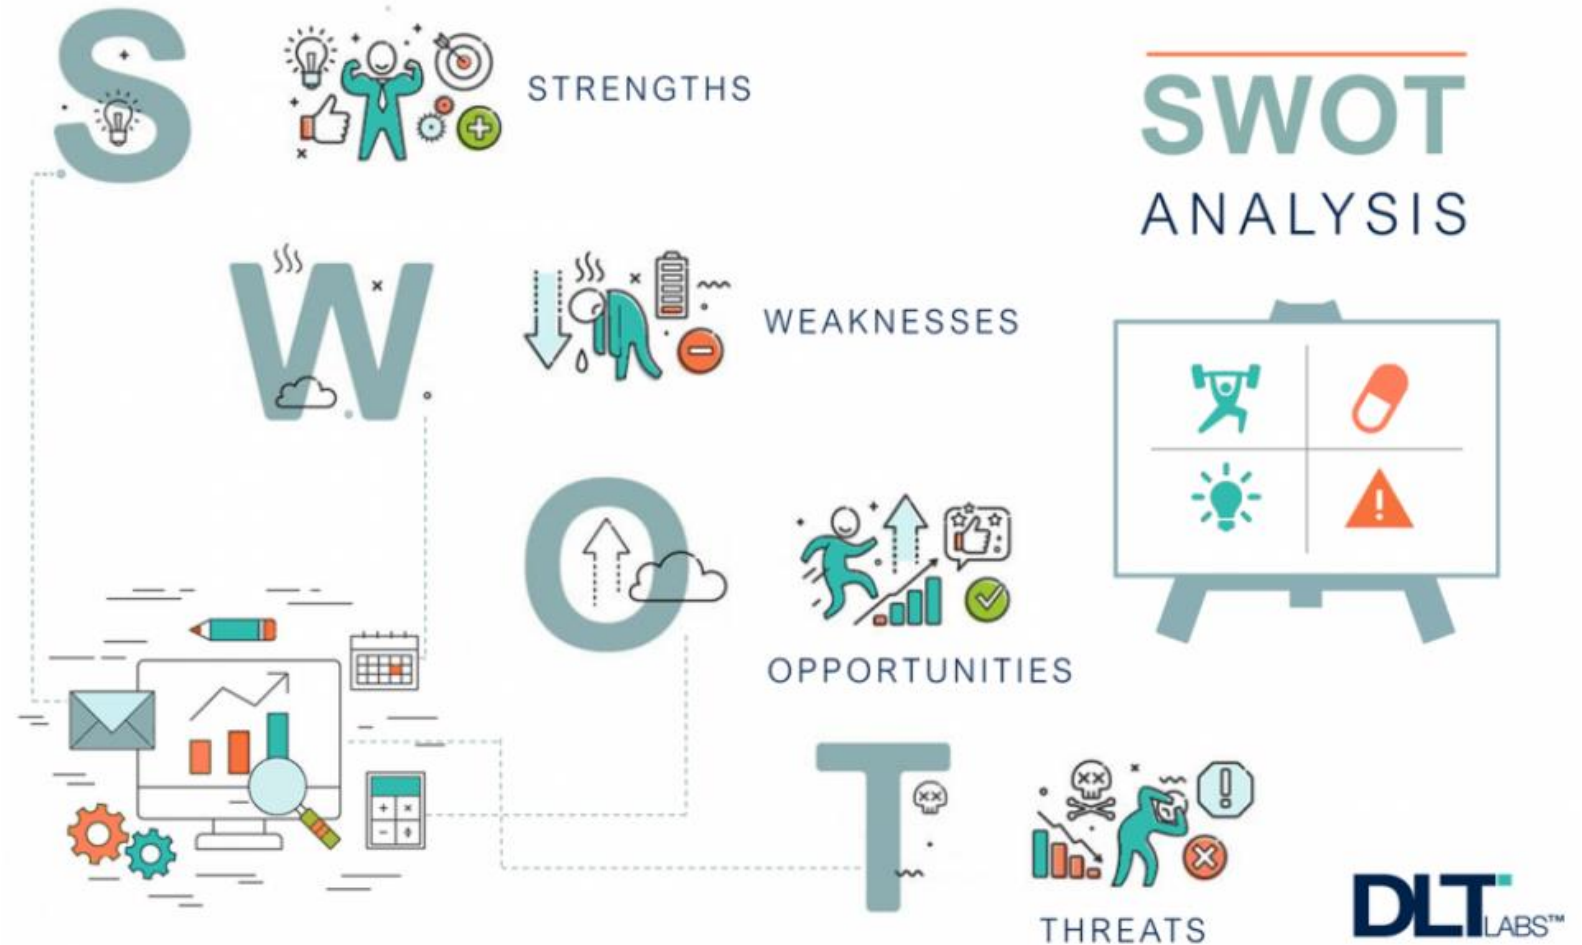 S
STRENGTHS
SWOT
ANALYSIS
W
WEAKNESSES
O
OPPORTUNITIES
T
THREATS
DLT LABS™